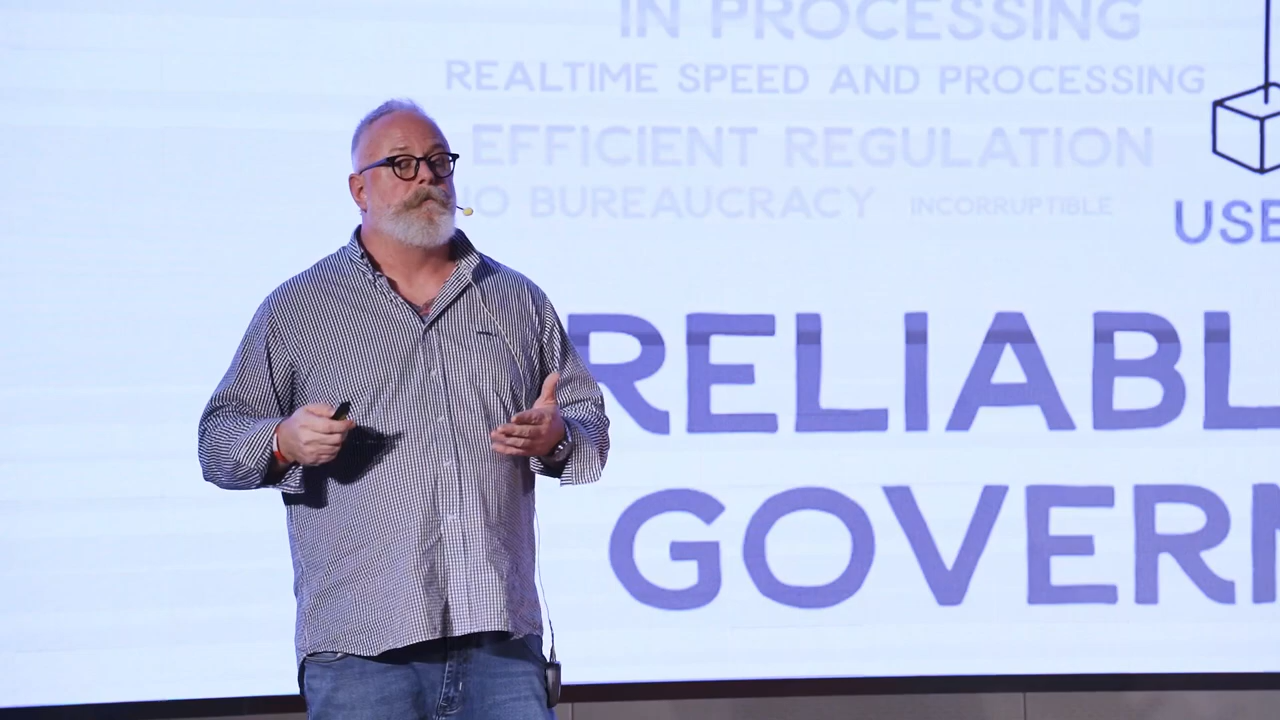 IN PROCESSING
REALTIME SPEED AND PROCESSING
EFFICIENT REGULATION
NO BUREAUCRACY INCORRUPTIBLE
USE
RELIABL
GOVERN